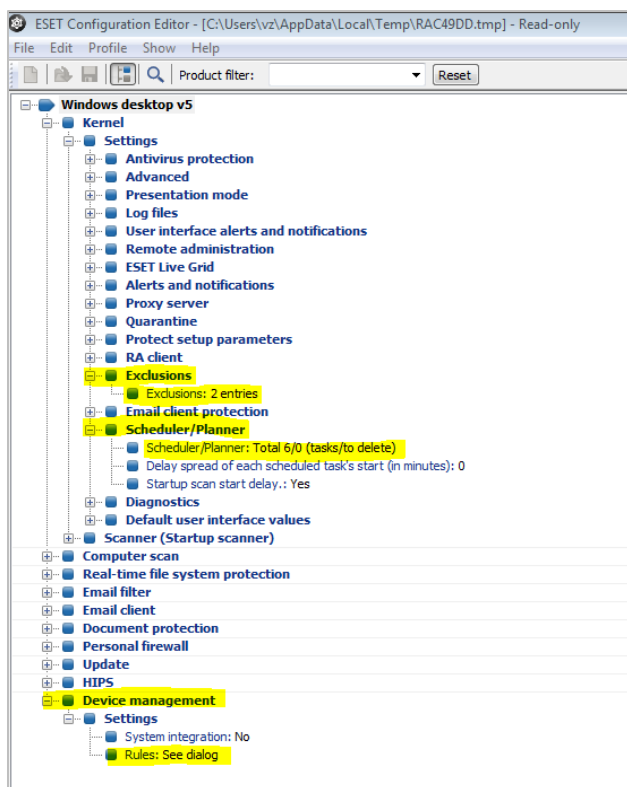 ESET Configuration Editor - [C:\Users\vz\AppData\Local\Temp\RAC49DD.tmp] - Read-only
File Edit Profile Show Help
Product filter: Reset
Windows desktop v5
Kernel
Settings
Antivirus protection
Advanced
Presentation mode
Log files
User interface alerts and notifications
Remote administration
ESET Live Grid
Alerts and notifications
Proxy server
Quarantine
Protect setup parameters
RA client
Exclusions
Exclusions: 2 entries
Email client protection
Scheduler/Planner
Scheduler/Planner: Total 6/0 (tasks/to delete)
Delay spread of each scheduled task's start (in minutes): 0
Startup scan start delay.: Yes
Diagnostics
Default user interface values
Scanner (Startup scanner)
Computer scan
Real-time file system protection
Email filter
Email client
Document protection
Personal firewall
Update
HIPS
Device management
Settings
System integration: No
Rules: See dialog